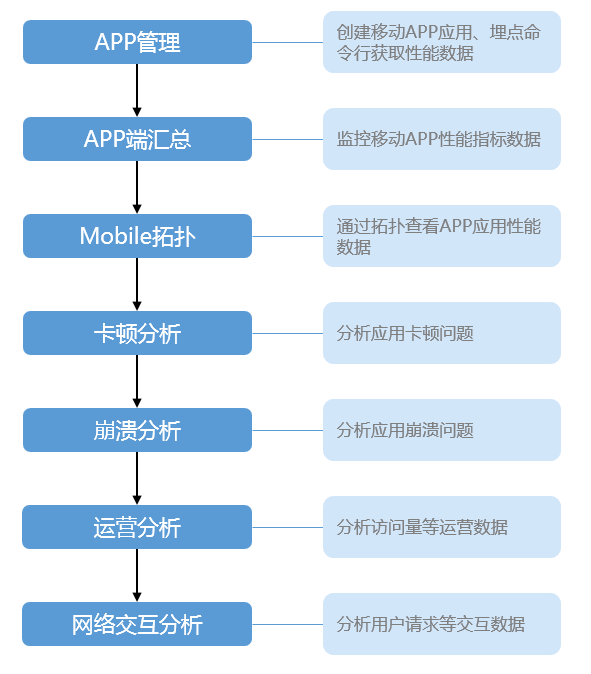 APP管理
创建移动APP应用、埋点命
令行获取性能数据
APP端汇总
监控移动APP性能指标数据
Mobile拓扑
通过拓扑查看APP应用性能
数据
卡顿分析
分析应用卡顿问题
崩溃分析
分析应用崩溃问题
运营分析
分析访问量等运营数据
网络交互分析
分析用户请求等交互数据